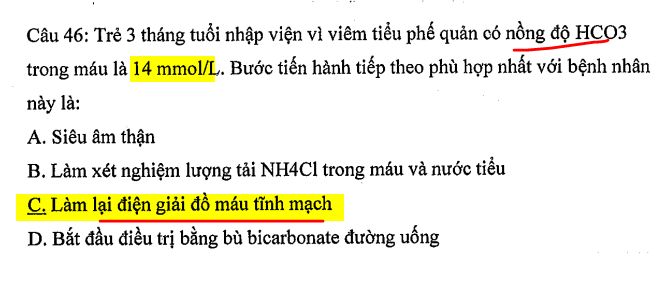 Câu 46: Trẻ 3 tháng tuổi nhập viện vì viêm tiểu phế quản có nồng độ HCO3
trong máu là 14 mmol/L. Bước tiến hành tiếp theo phù hợp nhất với bệnh nhân
này là:
A. Siêu âm thận
B. Làm xét nghiệm lượng tải NH4Cl trong máu và nước tiểu
C. Làm lại điện giải đồ máu tĩnh mạch
D. Bắt đầu điều trị bằng bù bicarbonate đường uống